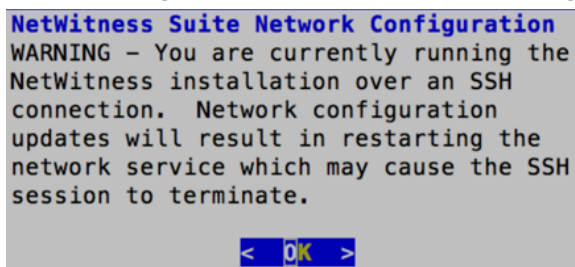 NetWitness Suite Network Configuration
WARNING – You are currently running the
NetWitness installation over an SSH
connection.  Network configuration
updates will result in restarting the
network service which may cause the SSH
session to terminate.
<  OK  >